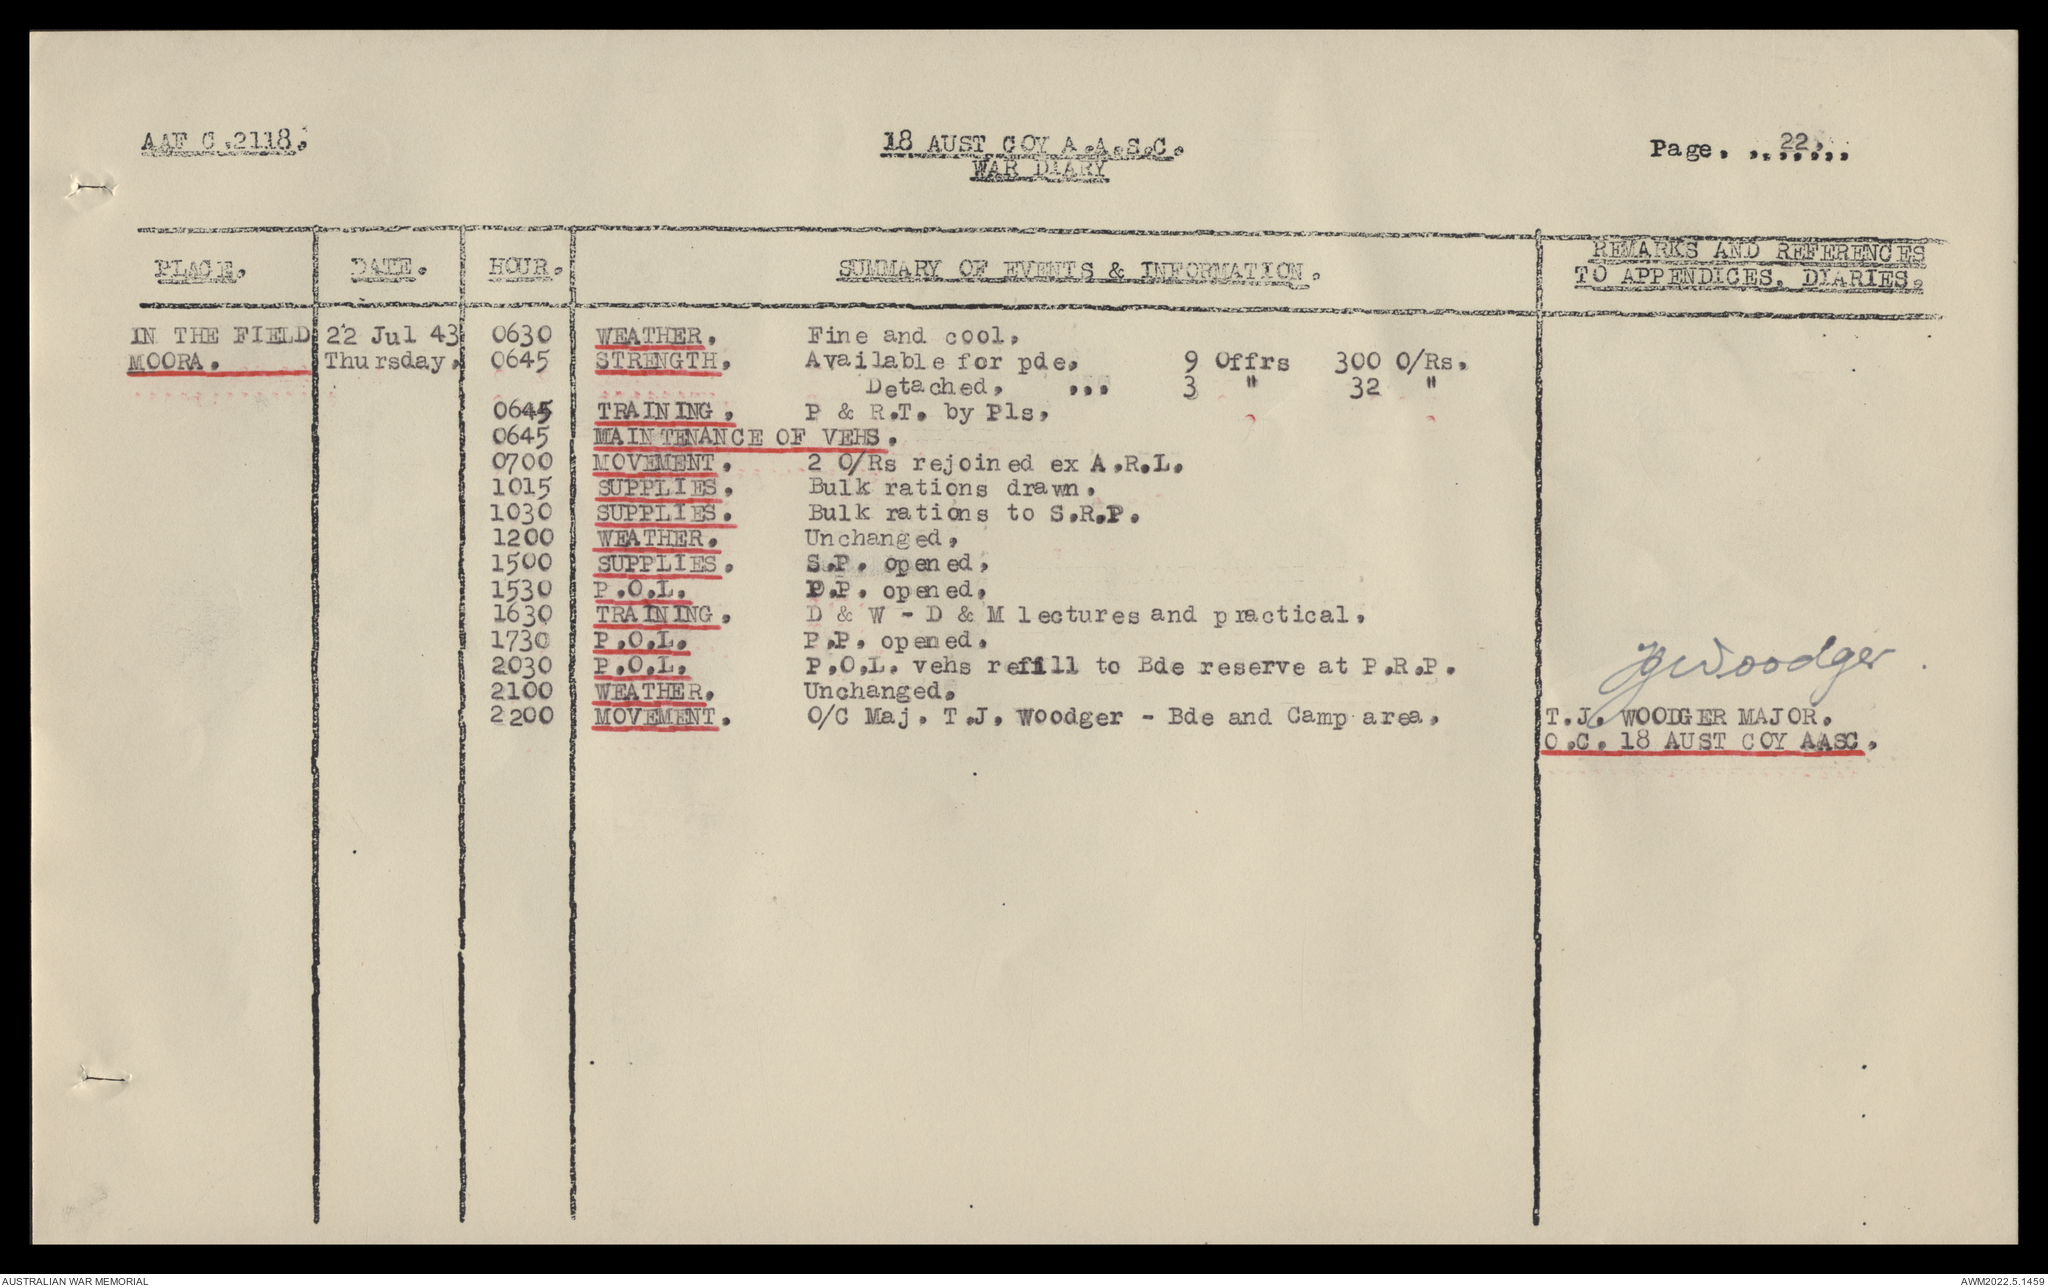 AAF C.2118.
18 AUST COY A.A.S.C.
WAR DIARY
Page. ..22....
PLACE. DATE. HOUR. SUMMARY OF EVENTS & INFORMATION. REMARKS AND REFERENCES
TO APPENDICES, DIARIES.
IN THE FIELD 22 Jul 43 0630 WEATHER. Fine and cool.
MOORA. Thursday. 0645 STRENGTH. Available for pde. 9 Offrs 300 O/Rs.
Detached. ... 3 " 32 "
0645 TRAINING. P & R.T. by Pls.
0645 MAINTENANCE OF VEHS.
0700 MOVEMENT. 2 O/Rs rejoined ex A.R.L.
1015 SUPPLIES. Bulk rations drawn.
1030 SUPPLIES. Bulk rations to S.R.P.
1200 WEATHER. Unchanged.
1500 SUPPLIES. S.P. opened.
1530 P.O.L. P.P. opened.
1630 TRAINING. D & W - D & M lectures and practical.
1730 P.O.L. P.P. opened.
2030 P.O.L. P.O.L. vehs refill to Bde reserve at P.R.P.
2100 WEATHER. Unchanged.
2200 MOVEMENT. O/C Maj. T.J. Woodger - Bde and Camp area.
TJWoodger
T.J. WOODGER MAJOR.
O.C. 18 AUST COY AASC.
AUSTRALIAN WAR MEMORIAL AWM2022.5.1459